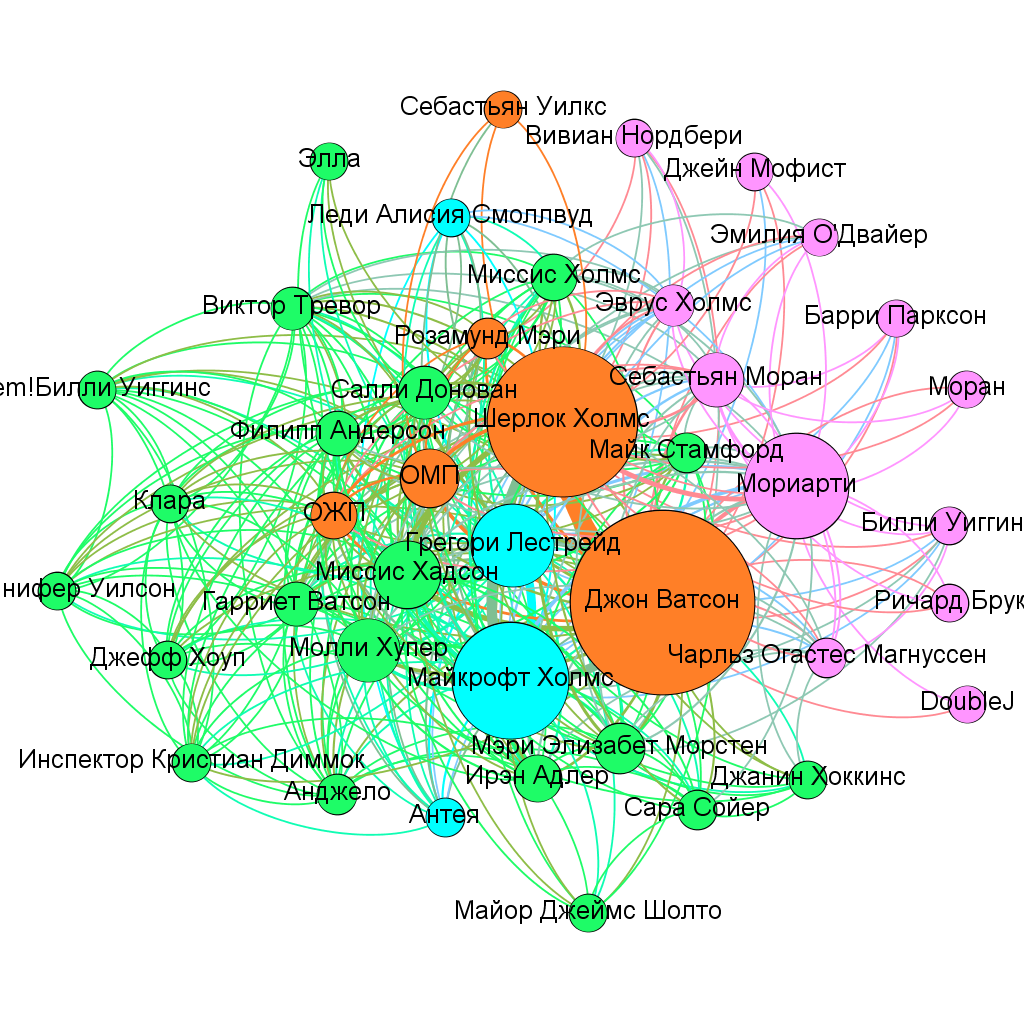 Себастьян Уилкс
Вивиан Нордбери
Элла
Джейн Мофист
Леди Алисия Смоллвуд
Эмилия О'Двайер
Миссис Холмс
Виктор Тревор
Эврус Холмс
Барри Парксон
Розамунд Мэри
Себастьян Моран
em!Билли Уиггинс
Салли Донован
Моран
Шерлок Холмс
Филипп Андерсон
Майк Стамфорд
ОМП
Мориарти
Клара
ОЖП
Билли Уиггин
Грегори Лестрейд
Миссис Хадсон
нифер Уилсон
Гарриет Ватсон
Джон Ватсон
Ричард Брук
Джефф Хоуп
Молли Хупер
Чарльз Огастес Магнуссен
Майкрофт Холмс
DoubleJ
Мэри Элизабет Морстен
Инспектор Кристиан Диммок
Ирэн Адлер
Джанин Хоккинс
Анджело
Сара Сойер
Антея
Майор Джеймс Шолто